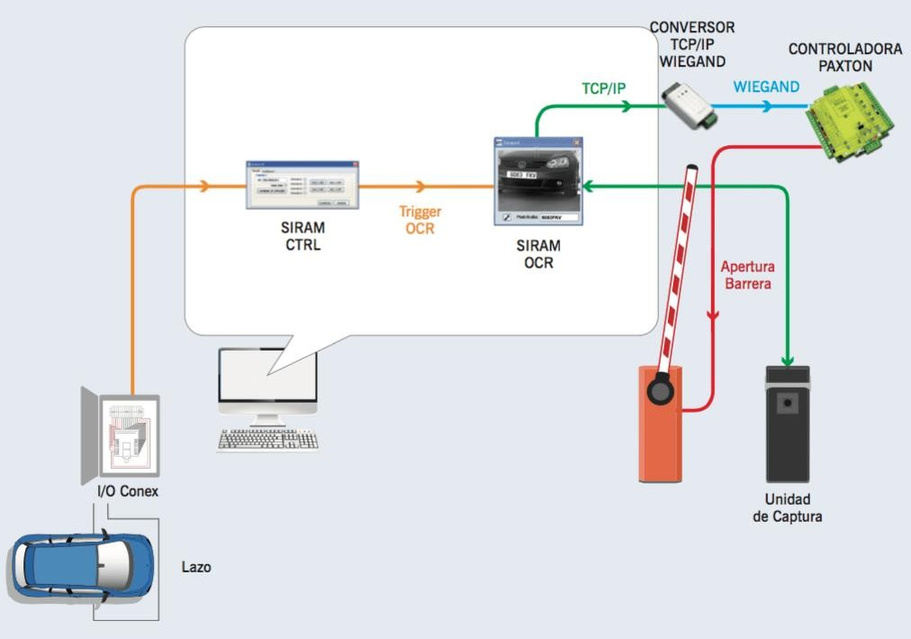 CONVERSOR
TCP/IP
WIEGAND
CONTROLADORA
PAXTON
TCP/IP
WIEGAND
SIRAM
CTRL
Trigger
OCR
SIRAM
OCR
Apertura
Barrera
I/O Conex
Unidad
de Captura
Lazo